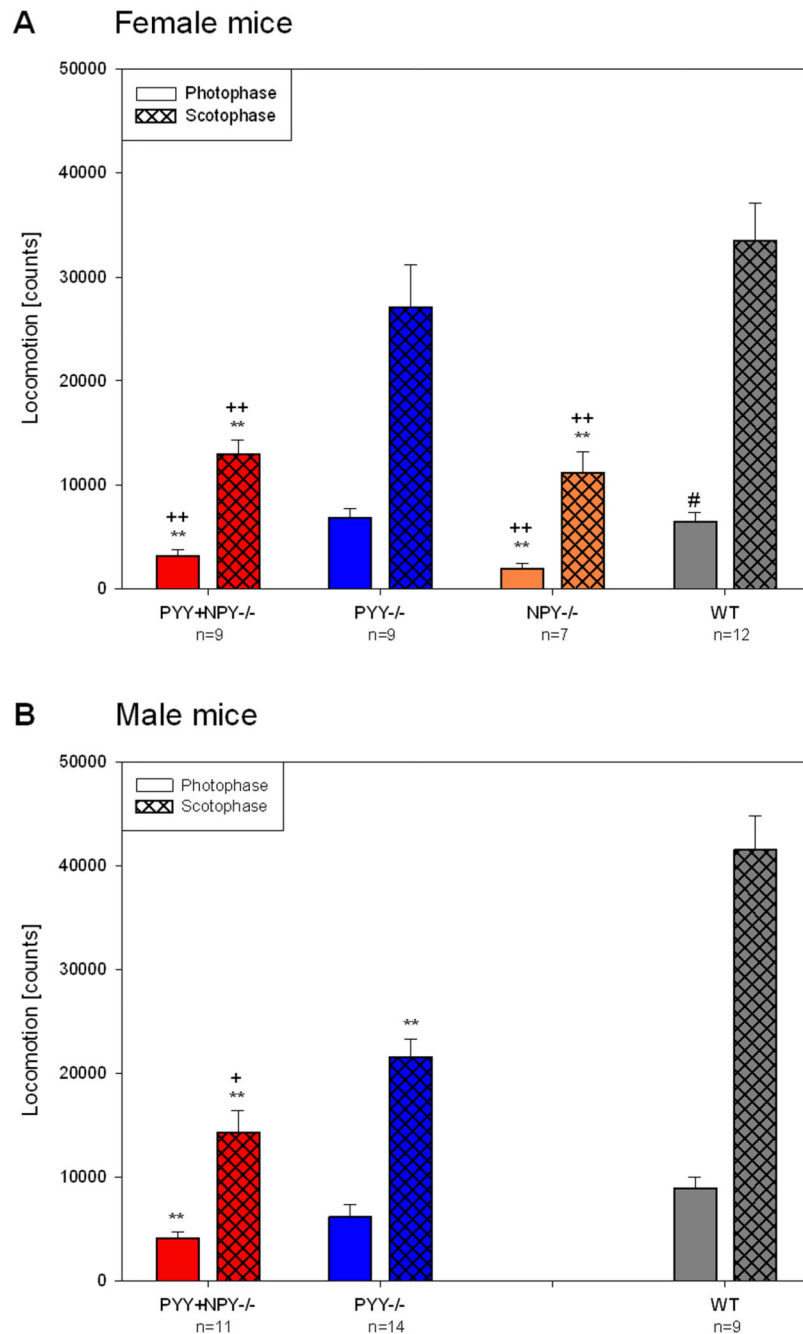 A Female mice
50000
Photophase
Scotophase
40000
30000
20000
10000
0
Locomotion [counts]
++
**
++
**
++
**
++
**
#
PYY+NPY-/- PYY-/- NPY-/- WT
n=9 n=9 n=7 n=12
B Male mice
50000
Photophase
Scotophase
40000
30000
20000
10000
0
Locomotion [counts]
**
+
**
**
PYY+NPY-/- PYY-/- WT
n=11 n=14 n=9